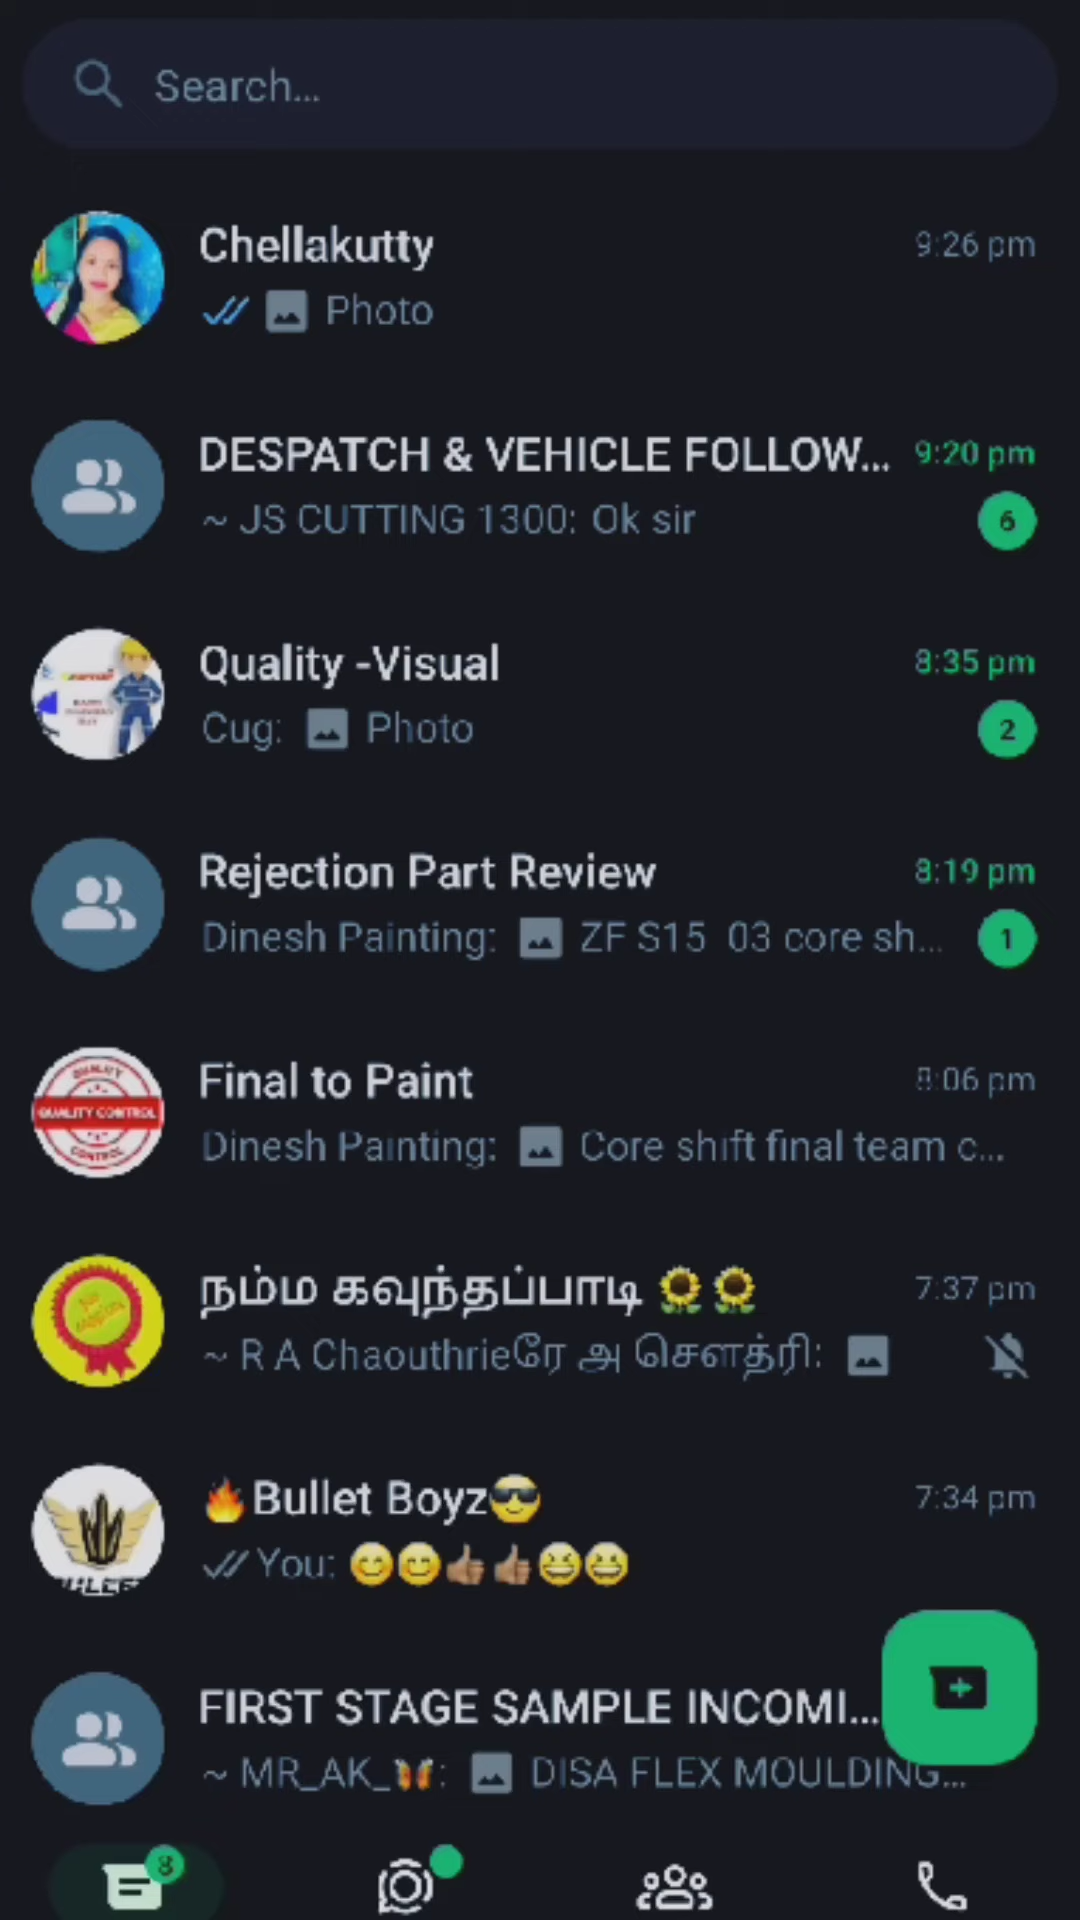 Search...
Chellakutty 9:26 pm
Photo
DESPATCH & VEHICLE FOLLOW... 9:20 pm
~ JS CUTTING 1300: Ok sir 6
Quality -Visual 8:35 pm
Cug: Photo 2
Rejection Part Review 8:19 pm
Dinesh Painting: ZF S15 03 core sh... 1
QUALITY CONTROL
Final to Paint 8:06 pm
Dinesh Painting: Core shift final team c...
நம்ம கவுந்தப்பாடி 🌻🌻 7:37 pm
~ R A Chaouthrieரே அ சௌத்ரி:
🔥Bullet Boyz😎 7:34 pm
You: 😊😊👍🏽👍🏽😆😆
FIRST STAGE SAMPLE INCOMI...
~ MR_AK_🦋: DISA FLEX MOULDING...
8